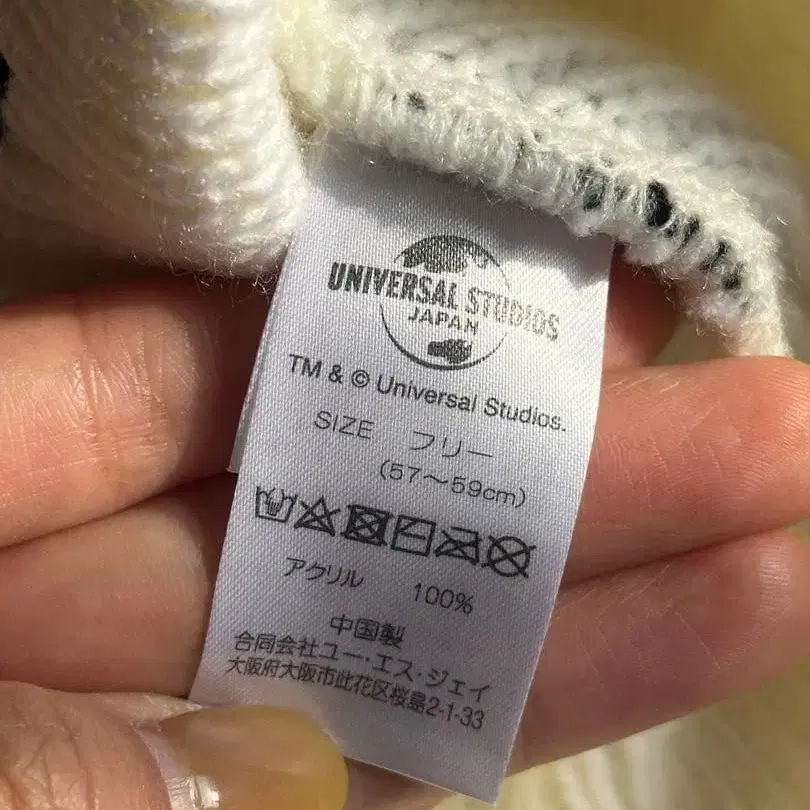 UNIVERSAL STUDIOS
JAPAN
TM & © Universal Studios.
SIZE フリー
(57～59cm)
アクリル 100%
中国製
合同会社ユー・エス・ジェイ
大阪府大阪市此花区桜島2-1-33